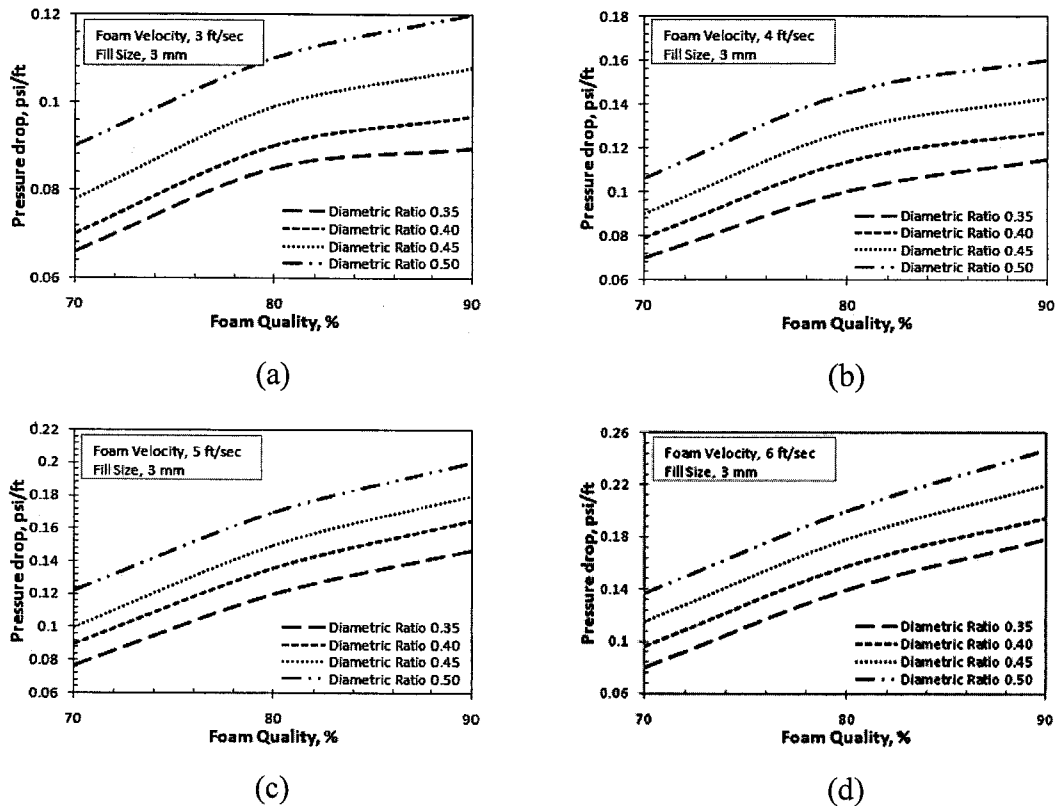 Foam Velocity, 3 ft/sec
Fill Size, 3 mm
Pressure drop, psi/ft
0.12
0.1
0.08
0.06
Diametric Ratio 0.35
Diametric Ratio 0.40
Diametric Ratio 0.45
Diametric Ratio 0.50
70
80
90
Foam Quality, %
(a)
Foam Velocity, 4 ft/sec
Fill Size, 3 mm
Pressure drop, psi/ft
0.18
0.16
0.14
0.12
0.1
0.08
0.06
Diametric Ratio 0.35
Diametric Ratio 0.40
Diametric Ratio 0.45
Diametric Ratio 0.50
70
80
90
Foam Quality, %
(b)
Foam Velocity, 5 ft/sec
Fill Size, 3 mm
Pressure drop, psi/ft
0.22
0.2
0.18
0.16
0.14
0.12
0.1
0.08
0.06
Diametric Ratio 0.35
Diametric Ratio 0.40
Diametric Ratio 0.45
Diametric Ratio 0.50
70
80
90
Foam Quality, %
(c)
Foam Velocity, 6 ft/sec
Fill Size, 3 mm
Pressure drop, psi/ft
0.26
0.22
0.18
0.14
0.1
0.06
Diametric Ratio 0.35
Diametric Ratio 0.40
Diametric Ratio 0.45
Diametric Ratio 0.50
70
80
90
Foam Quality, %
(d)